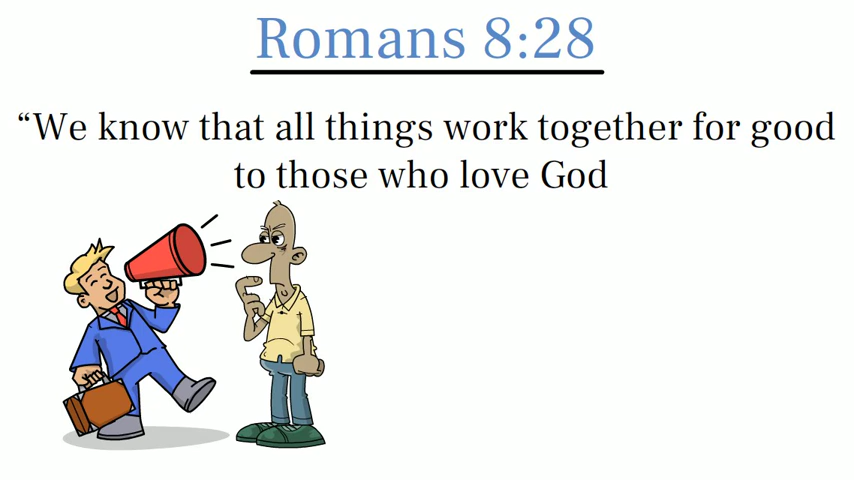 Romans 8:28
“We know that all things work together for good
to those who love God